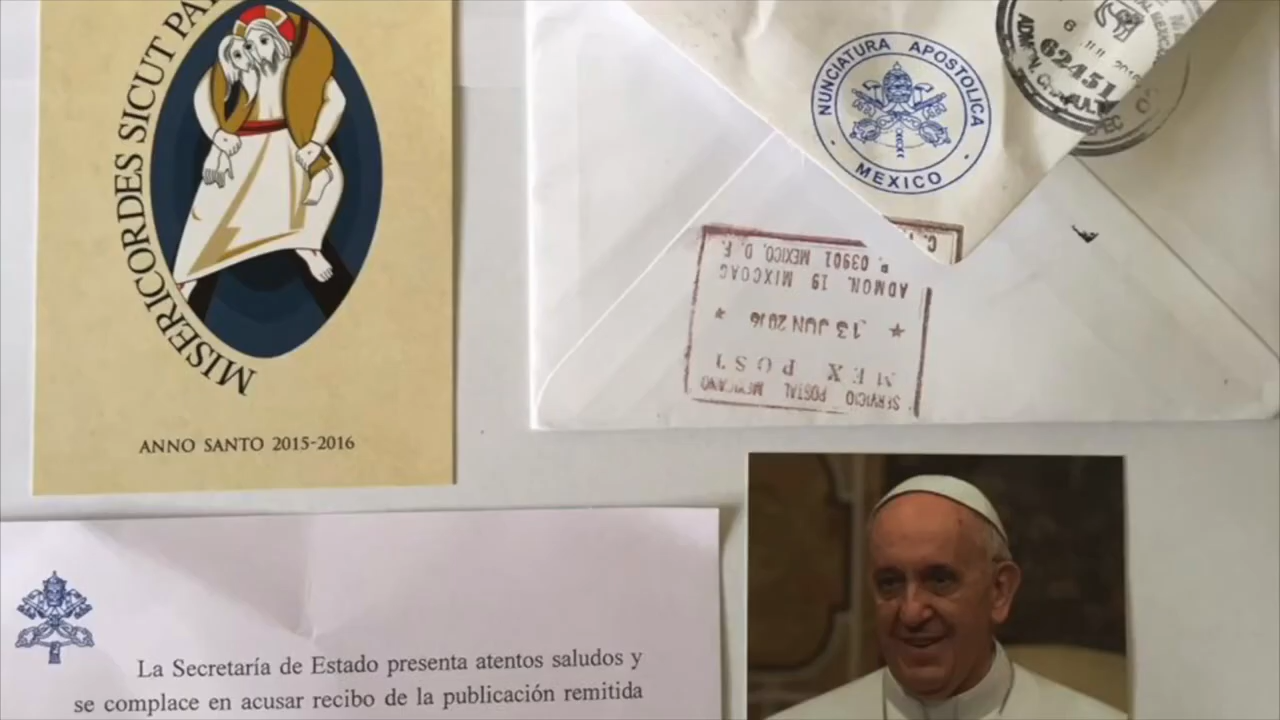 MISERICORDES SICUT PA
ANNO SANTO 2015-2016
NUNCIATURA APOSTOLICA
· MEXICO ·
62451
SERVICIO POSTAL MEXICANO
MEX POST
★ 13 JUN 2016 ★
ADMON. 19 MIXCOAC
P. 03901 MEXICO, D. F.
La Secretaría de Estado presenta atentos saludos y
se complace en acusar recibo de la publicación remitida